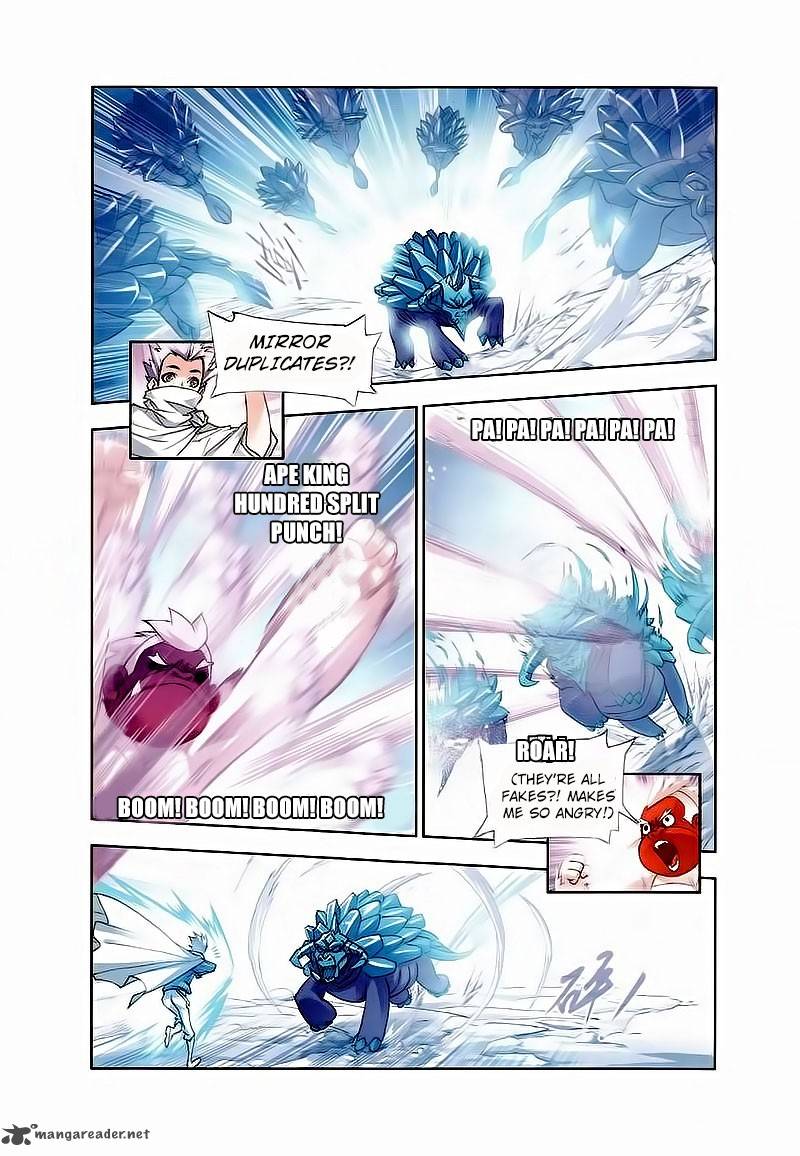 MIRROR
DUPLICATES?!
APE KING
HUNDRED SPLIT
PUNCH!
BOOM! BOOM! BOOM! BOOM!
PA! PA! PA! PA! PA! PA!
ROAR!
(THEY'RE ALL
FAKES?! MAKES
ME SO ANGRY!)
mangareader.net